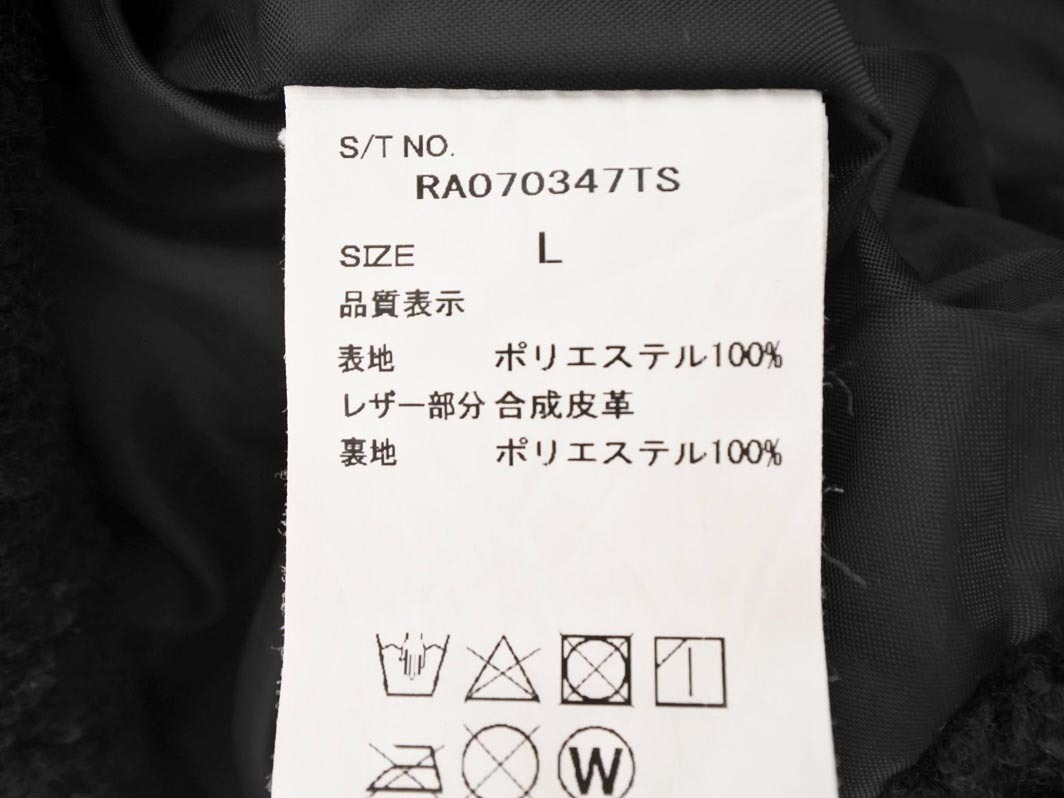 S/T NO.
RA070347TS
SIZE L
品質表示
表地 ポリエステル100%
レザー部分 合成皮革
裏地 ポリエステル100%
W